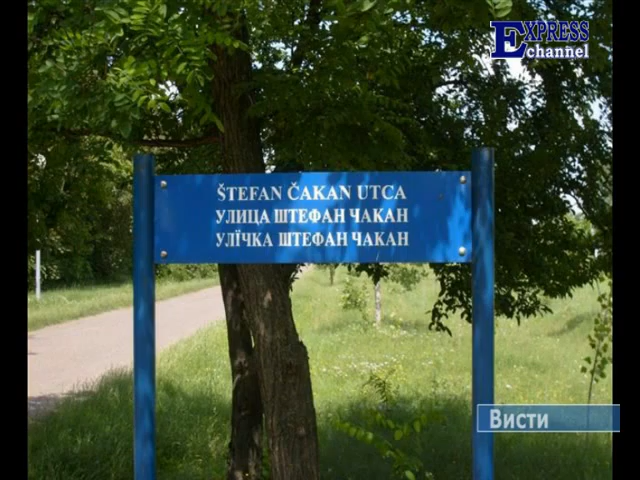 EXPRESS
channel
ŠTEFAN ČAKAN UTCA
УЛИЦА ШТЕФАН ЧАКАН
УЛЇЧКА ШТЕФАН ЧАКАН
Висти